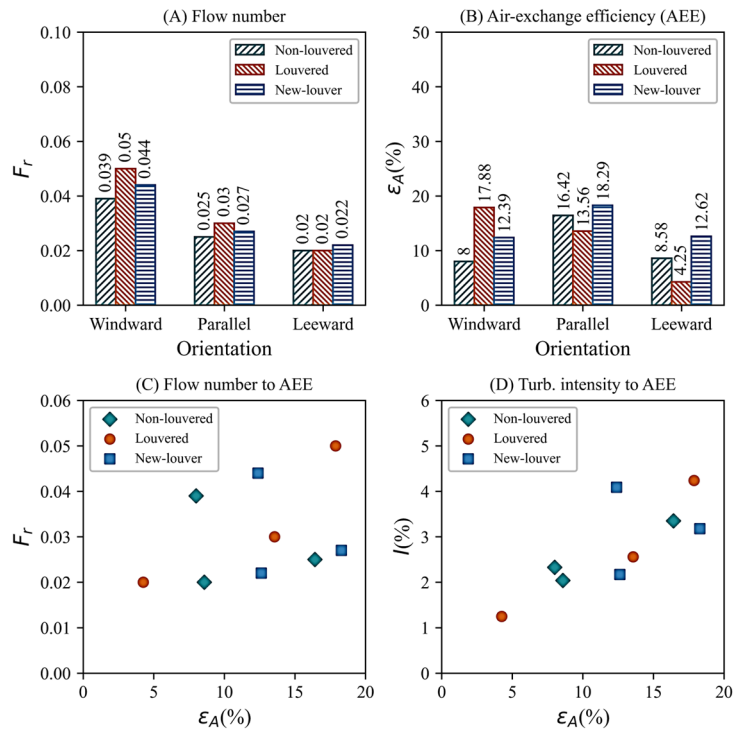 (A) Flow number
0.10
0.08
0.06
0.04
0.02
0.00
F_r
Non-louvered
Louvered
New-louver
0.039
0.05
0.044
0.025
0.03
0.027
0.02
0.02
0.022
Windward
Parallel
Leeward
Orientation
(B) Air-exchange efficiency (AEE)
50
40
30
20
10
0
ε_A(%)
Non-louvered
Louvered
New-louver
8
17.88
12.39
16.42
13.56
18.29
8.58
4.25
12.62
Windward
Parallel
Leeward
Orientation
(C) Flow number to AEE
0.06
0.05
0.04
0.03
0.02
0.01
0.00
F_r
Non-louvered
Louvered
New-louver
0
5
10
15
20
ε_A(%)
(D) Turb. intensity to AEE
6
5
4
3
2
1
0
I(%)
Non-louvered
Louvered
New-louver
0
5
10
15
20
ε_A(%)